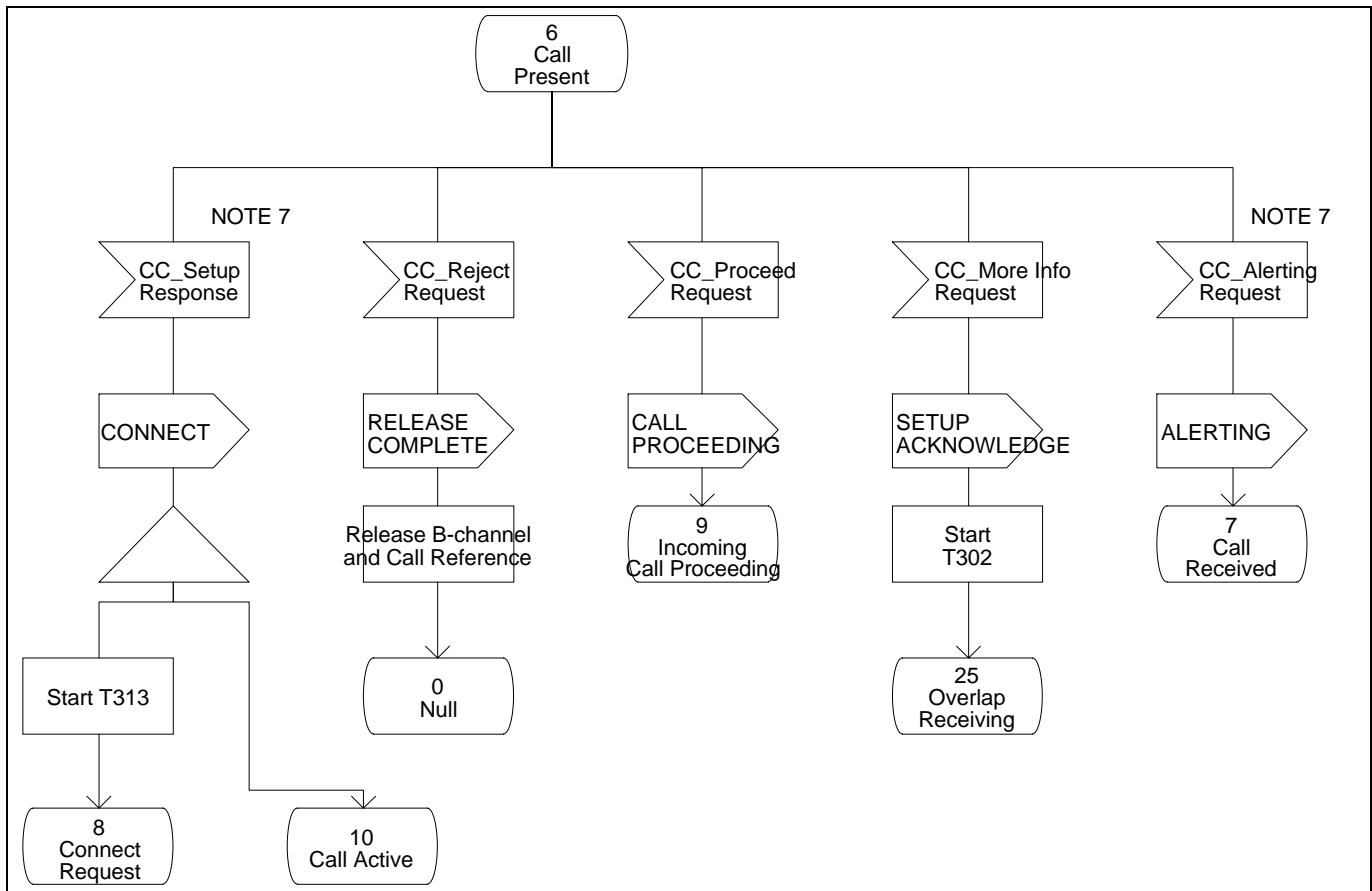 6
Call
Present
NOTE 7
NOTE 7
CC_Setup
Response
CC_Reject
Request
CC_Proceed
Request
CC_More Info
Request
CC_Alerting
Request
CONNECT
RELEASE
COMPLETE
CALL
PROCEEDING
SETUP
ACKNOWLEDGE
ALERTING
Release B-channel
and Call Reference
9
Incoming
Call Proceeding
Start
T302
7
Call
Received
Start T313
0
Null
25
Overlap
Receiving
8
Connect
Request
10
Call Active